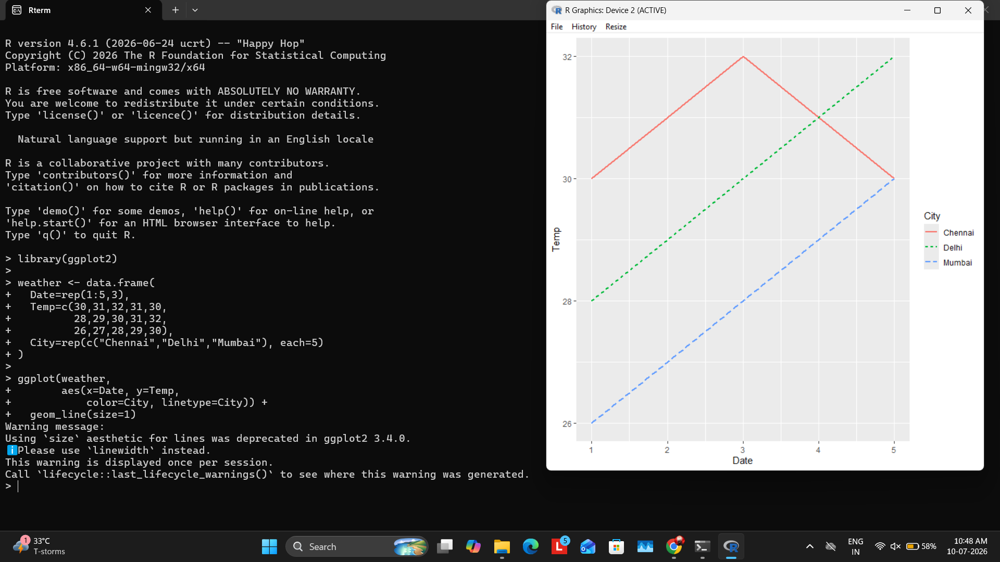 Rterm
R version 4.6.1 (2026-06-24 ucrt) -- "Happy Hop"
Copyright (C) 2026 The R Foundation for Statistical Computing
Platform: x86_64-w64-mingw32/x64
R is free software and comes with ABSOLUTELY NO WARRANTY.
You are welcome to redistribute it under certain conditions.
Type 'license()' or 'licence()' for distribution details.
Natural language support but running in an English locale
R is a collaborative project with many contributors.
Type 'contributors()' for more information and
'citation()' on how to cite R or R packages in publications.
Type 'demo()' for some demos, 'help()' for on-line help, or
'help.start()' for an HTML browser interface to help.
Type 'q()' to quit R.
> library(ggplot2)
>
> weather <- data.frame(
+   Date=rep(1:5,3),
+   Temp=c(30,31,32,31,30,
+          28,29,30,31,32,
+          26,27,28,29,30),
+   City=rep(c("Chennai","Delhi","Mumbai"), each=5)
+ )
>
> ggplot(weather,
+        aes(x=Date, y=Temp,
+            color=City, linetype=City)) +
+   geom_line(size=1)
Warning message:
Using `size` aesthetic for lines was deprecated in ggplot2 3.4.0.
ℹPlease use `linewidth` instead.
This warning is displayed once per session.
Call `lifecycle::last_lifecycle_warnings()` to see where this warning was generated.
>
R Graphics: Device 2 (ACTIVE)
File History Resize
32
30
28
26
Temp
1 2 3 4 5
Date
City
Chennai
Delhi
Mumbai
1
33°C
T-storms
Search
5
ENG
IN
58%
10:48 AM
10-07-2026